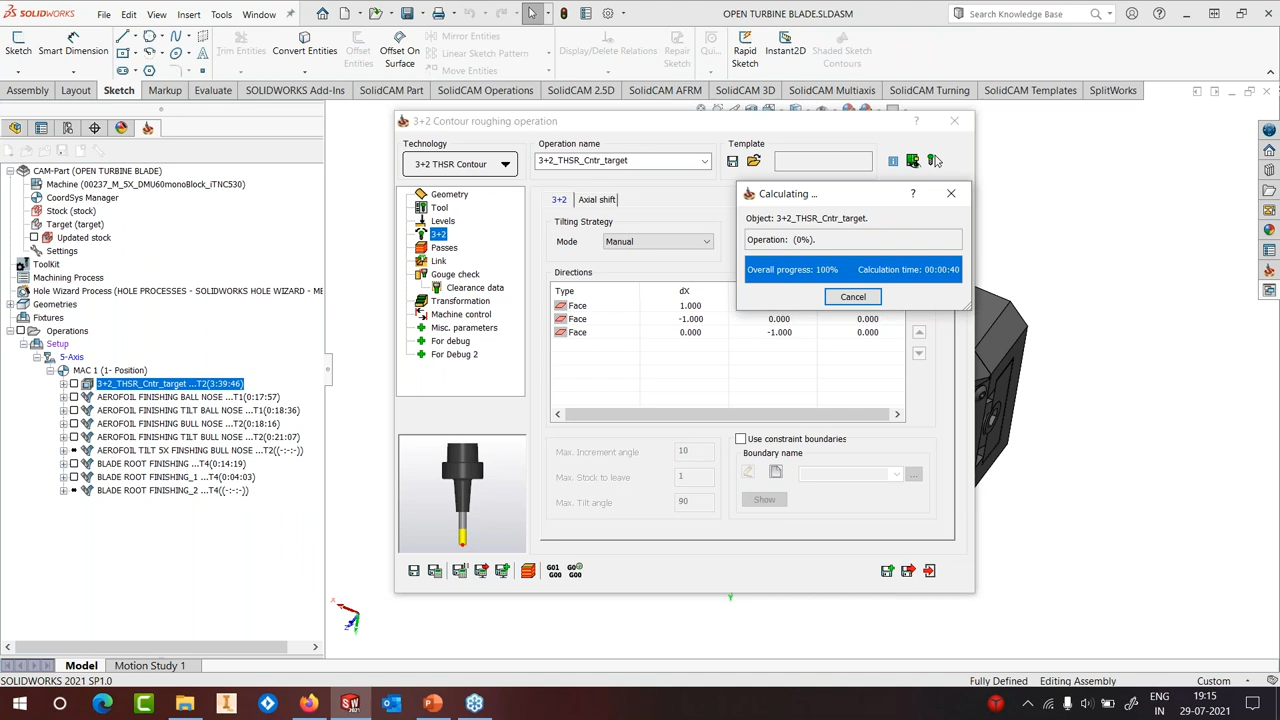 SOLIDWORKS File Edit View Insert Tools Window OPEN TURBINE BLADE.SLDASM Search Knowledge Base
Sketch Smart Dimension Trim Entities Convert Entities Offset Entities Offset On Surface Mirror Entities Linear Sketch Pattern Move Entities Display/Delete Relations Repair Sketch Qui... Rapid Sketch Instant2D Shaded Sketch Contours
Assembly Layout Sketch Markup Evaluate SOLIDWORKS Add-Ins SolidCAM Part SolidCAM Operations SolidCAM 2.5D SolidCAM AFRM SolidCAM 3D SolidCAM Multiaxis SolidCAM Turning SolidCAM Templates SplitWorks
CAM-Part (OPEN TURBINE BLADE)
Machine (00237_M_5X_DMU60monoBlock_iTNC530)
CoordSys Manager
Stock (stock)
Target (target)
Updated stock
Settings
ToolKit
Machining Process
Hole Wizard Process (HOLE PROCESSES - SOLIDWORKS HOLE WIZARD - ME
Geometries
Fixtures
Operations
Setup
5-Axis
MAC 1 (1- Position)
3+2_THSR_Cntr_target ...T2(3:39:46)
AEROFOIL FINISHING BALL NOSE ...T1(0:17:57)
AEROFOIL FINISHING TILT BALL NOSE ...T1(0:18:36)
AEROFOIL FINISHING BULL NOSE ...T2(0:18:16)
AEROFOIL FINISHING TILT BULL NOSE ...T2(0:21:07)
AEROFOIL TILT 5X FINSHING BULL NOSE ...T2((-:-:-)
BLADE ROOT FINISHING ...T4(0:14:19)
BLADE ROOT FINISHING_1 ...T4(0:04:03)
BLADE ROOT FINISHING_2 ...T4((-:-:-)
3+2 Contour roughing operation
Technology
3+2 THSR Contour
Operation name
3+2_THSR_Cntr_target
Template
Geometry
Tool
Levels
3+2
Passes
Link
Gouge check
Clearance data
Transformation
Machine control
Misc. parameters
For debug
For Debug 2
3+2 Axial shift
Tilting Strategy
Mode Manual
Directions
Type dX
Face 1.000
Face -1.000 0.000 0.000
Face 0.000 -1.000 0.000
Max. Increment angle 10
Max. Stock to leave 1
Max. Tilt angle 90
Use constraint boundaries
Boundary name
...
Show
G01 G00 G00 G00
Calculating ...
Object: 3+2_THSR_Cntr_target.
Operation: (0%).
Overall progress: 100% Calculation time: 00:00:40
Cancel
X
Z
Y
Y
Model Motion Study 1
SOLIDWORKS 2021 SP1.0 Fully Defined Editing Assembly Custom
ENG IN 19:15 29-07-2021